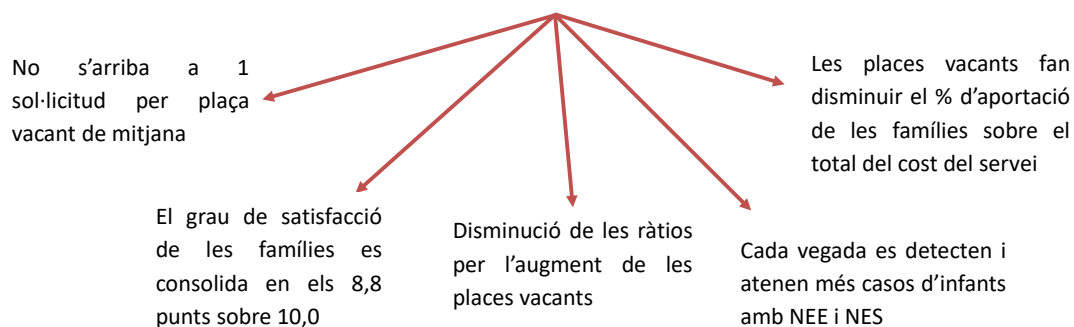 No s’arriba a 1
sol·licitud per plaça
vacant de mitjana
Les places vacants fan
disminuir el % d’aportació
de les famílies sobre el
total del cost del servei
El grau de satisfacció
de les famílies es
consolida en els 8,8
punts sobre 10,0
Disminució de les ràtios
per l’augment de les
places vacants
Cada vegada es detecten i
atenen més casos d’infants
amb NEE i NES